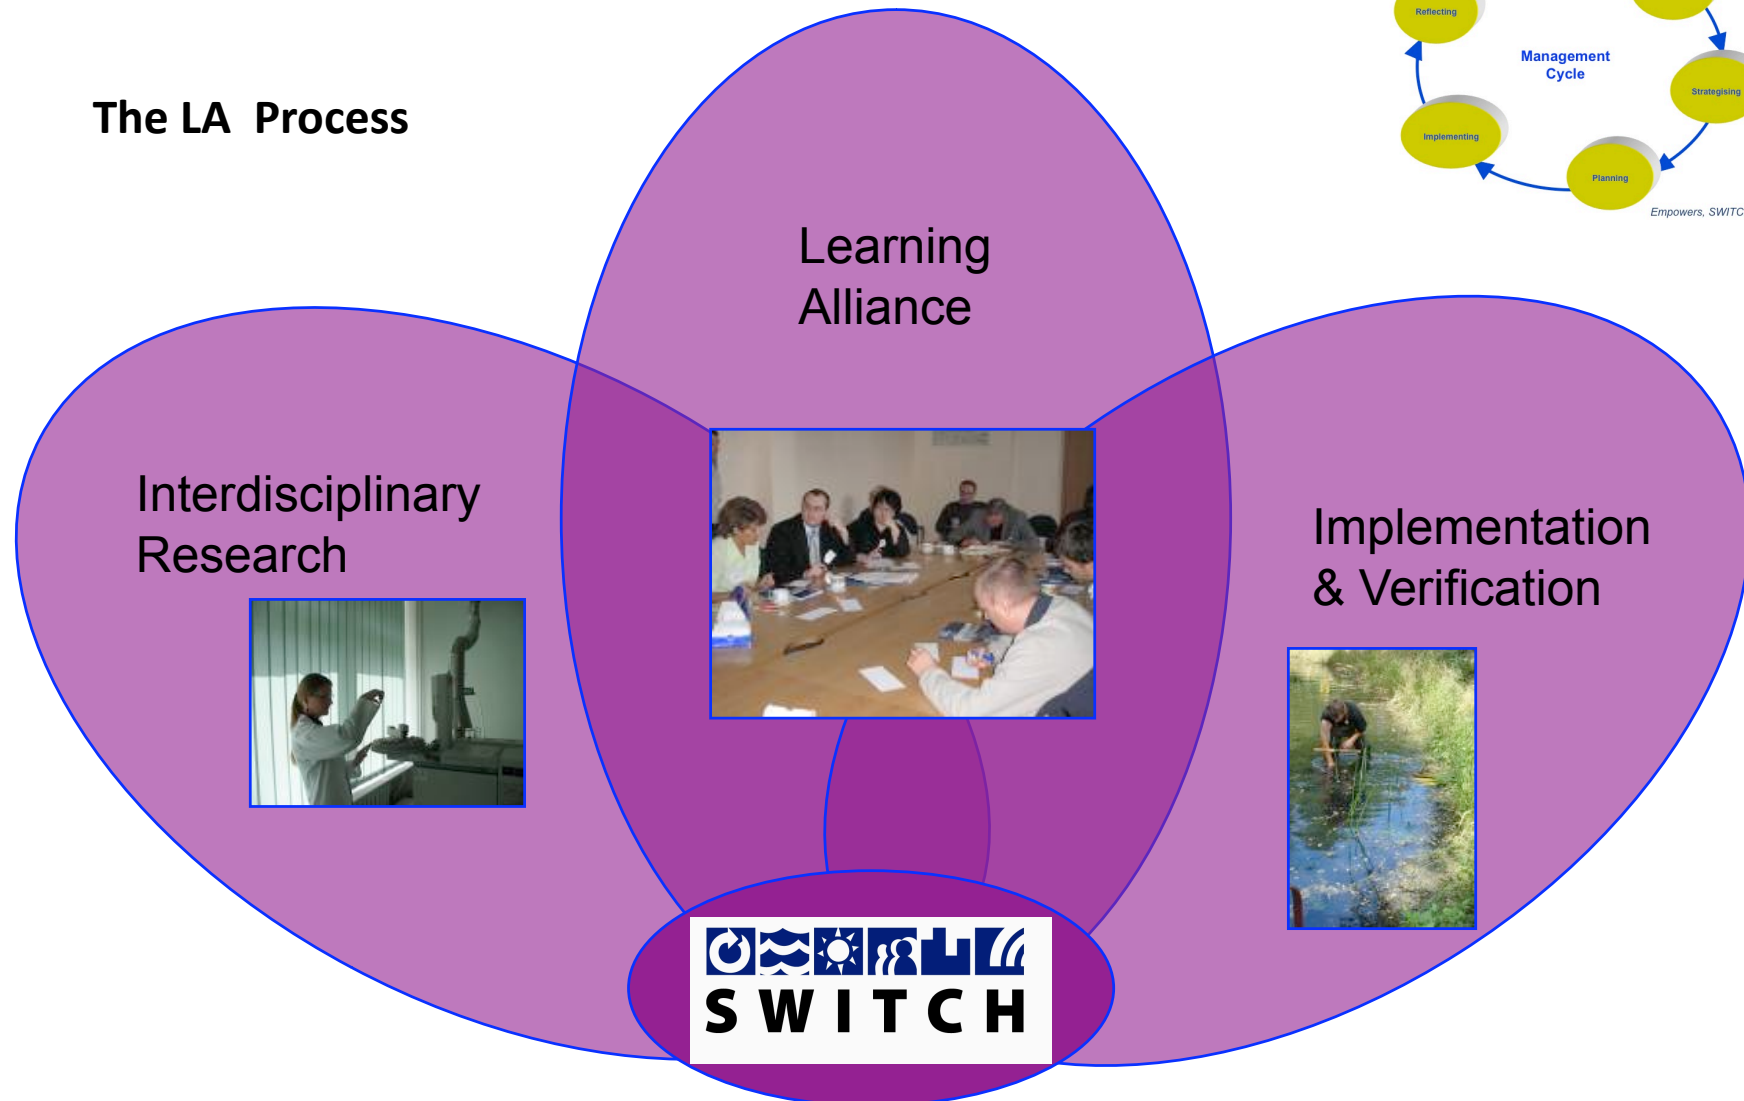 The LA Process
Reflecting
Management
Cycle
Strategising
Implementing
Planning
Empowers, SWITC
Learning
Alliance
Interdisciplinary
Research
Implementation
& Verification
SWITCH